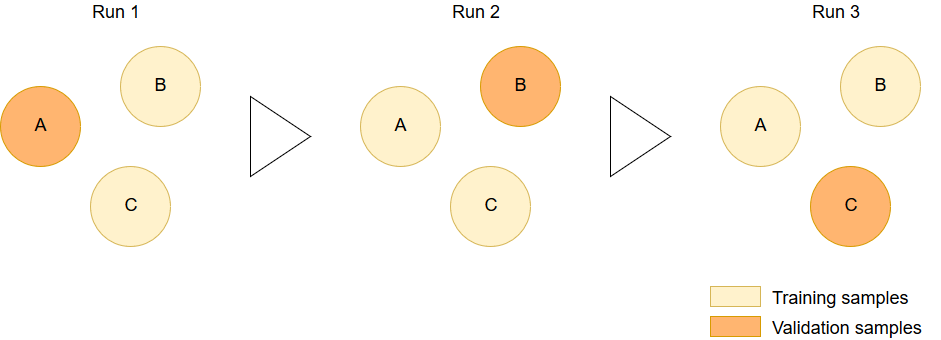 Run 1
Run 2
Run 3
A
B
C
A
B
C
A
B
C
Training samples
Validation samples